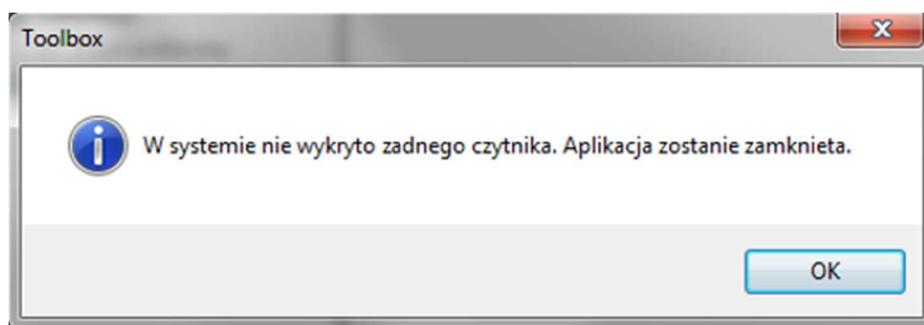 Toolbox
W systemie nie wykryto zadnego czytnika. Aplikacja zostanie zamknieta.
OK